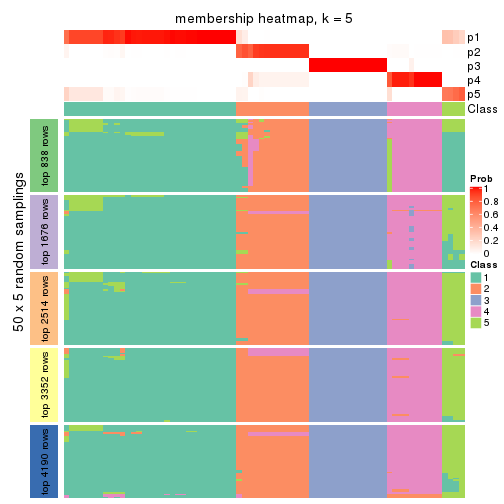 membership heatmap, k = 5
p1
p2
p3
p4
p5
Class
50 x 5 random samplings
top 838 rows
top 1676 rows
top 2514 rows
top 3352 rows
top 4190 rows
Prob
1
0.8
0.6
0.4
0.2
0
Class
1
2
3
4
5